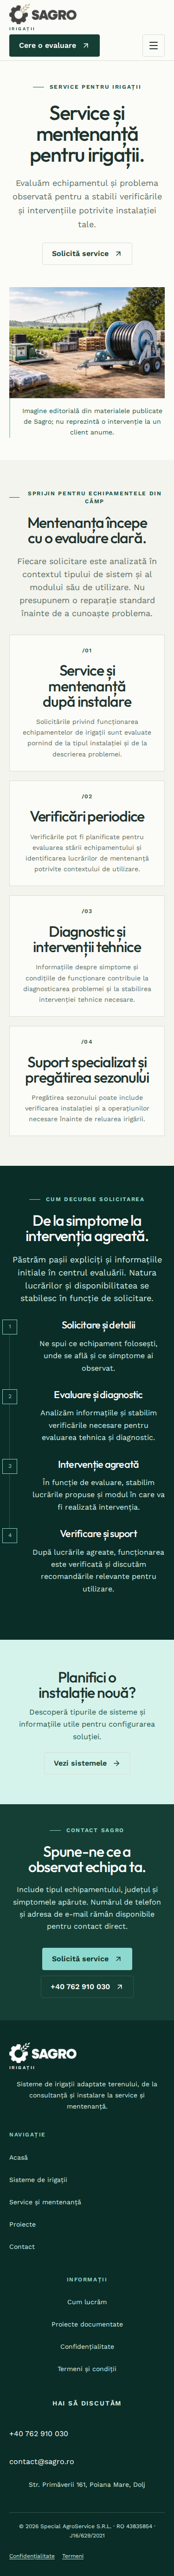 SAGRO
IRIGAȚII
Cere o evaluare
SERVICE PENTRU IRIGAȚII
Service și
mentenanță
pentru irigații.
Evaluăm echipamentul și problema
observată pentru a stabili verificările
și intervențiile potrivite instalației
tale.
Solicită service
Imagine editorială din materialele publicate
de Sagro; nu reprezintă o intervenție la un
client anume.
SPRIJIN PENTRU ECHIPAMENTELE DIN
CÂMP
Mentenanța începe
cu o evaluare clară.
Fiecare solicitare este analizată în
contextul tipului de sistem și al
modului său de utilizare. Nu
presupunem o reparație standard
înainte de a cunoaște problema.
/01
Service și
mentenanță
după instalare
Solicitările privind funcționarea
echipamentelor de irigații sunt evaluate
pornind de la tipul instalației și de la
descrierea problemei.
/02
Verificări periodice
Verificările pot fi planificate pentru
evaluarea stării echipamentului și
identificarea lucrărilor de mentenanță
potrivite contextului de utilizare.
/03
Diagnostic și
intervenții tehnice
Informațiile despre simptome și
condițiile de funcționare contribuie la
diagnosticarea problemei și la stabilirea
intervenției tehnice necesare.
/04
Suport specializat și
pregătirea sezonului
Pregătirea sezonului poate include
verificarea instalației și a operațiunilor
necesare înainte de reluarea irigării.
CUM DECURGE SOLICITAREA
De la simptome la
intervenția agreată.
Păstrăm pașii expliciți și informațiile
inițiale în centrul evaluării. Natura
lucrărilor și disponibilitatea se
stabilesc în funcție de solicitare.
1
Solicitare și detalii
Ne spui ce echipament folosești,
unde se află și ce simptome ai
observat.
2
Evaluare și diagnostic
Analizăm informațiile și stabilim
verificările necesare pentru
evaluarea tehnică și diagnostic.
3
Intervenție agreată
În funcție de evaluare, stabilim
lucrările propuse și modul în care va
fi realizată intervenția.
4
Verificare și suport
După lucrările agreate, funcționarea
este verificată și discutăm
recomandările relevante pentru
utilizare.
Planifici o
instalație nouă?
Descoperă tipurile de sisteme și
informațiile utile pentru configurarea
soluției.
Vezi sistemele
CONTACT SAGRO
Spune-ne ce a
observat echipa ta.
Include tipul echipamentului, județul și
simptomele apărute. Numărul de telefon
și adresa de e-mail rămân disponibile
pentru contact direct.
Solicită service
+40 762 910 030
SAGRO
IRIGAȚII
Sisteme de irigații adaptate terenului, de la
consultanță și instalare la service și
mentenanță.
NAVIGAȚIE
Acasă
Sisteme de irigații
Service și mentenanță
Proiecte
Contact
INFORMAȚII
Cum lucrăm
Proiecte documentate
Confidențialitate
Termeni și condiții
HAI SĂ DISCUTĂM
+40 762 910 030
contact@sagro.ro
Str. Primăverii 161, Poiana Mare, Dolj
© 2026 Special AgroService S.R.L. · RO 43835854 ·
J16/629/2021
Confidențialitate Termeni